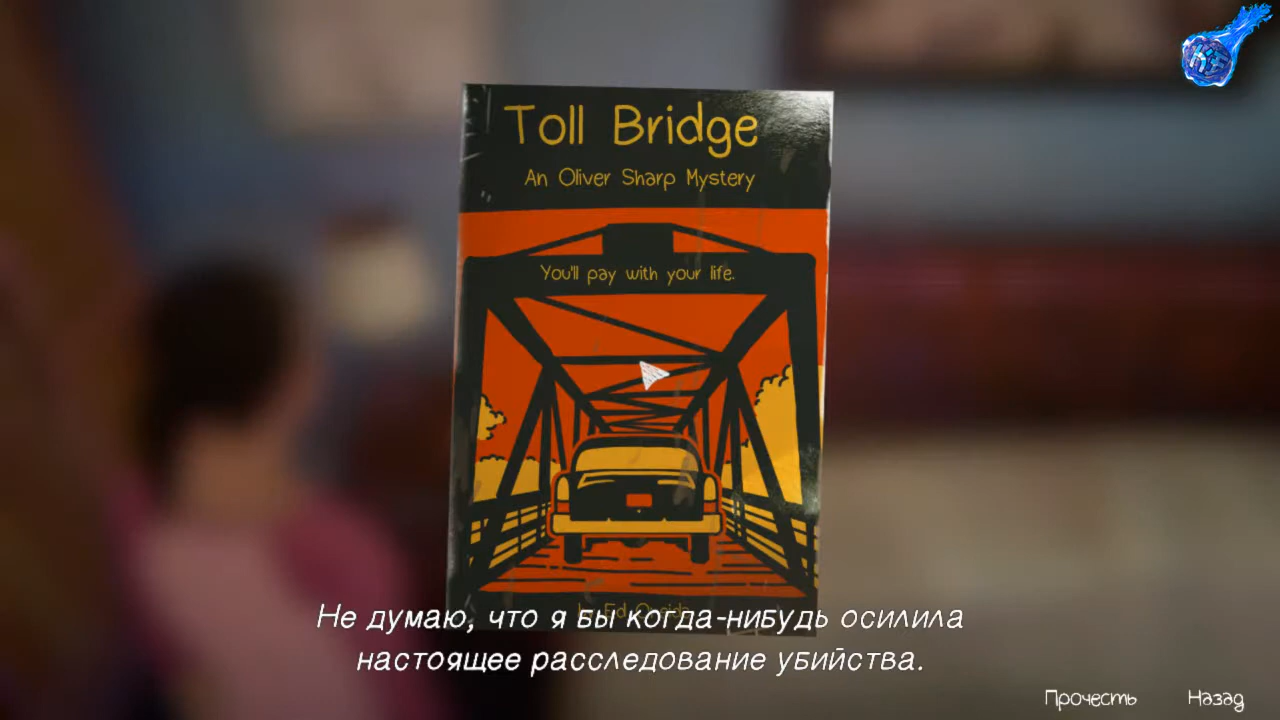 Toll Bridge
An Oliver Sharp Mystery
You'll pay with your life.
Не думаю, что я бы когда-нибудь осилила
настоящее расследование убийства.
Прочесть Назад